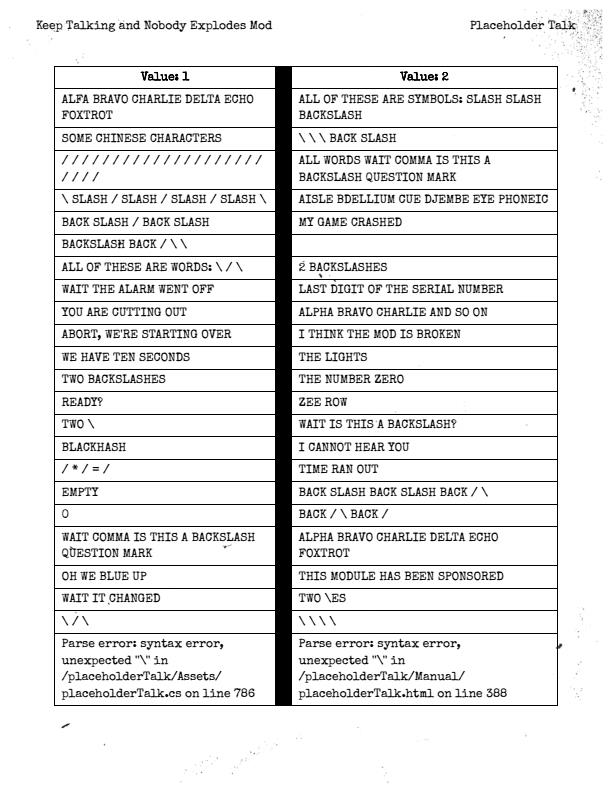 Keep Talking and Nobody Explodes Mod
Placeholder Talk
Value: 1
Value: 2
ALFA BRAVO CHARLIE DELTA ECHO
FOXTROT
ALL OF THESE ARE SYMBOLS: SLASH SLASH
BACKSLASH
SOME CHINESE CHARACTERS
\ \ \ BACK SLASH
/ / / / / / / / / / / / / / / / / / / /
/ / / /
ALL WORDS WAIT COMMA IS THIS A
BACKSLASH QUESTION MARK
\ SLASH / SLASH / SLASH / SLASH \
AISLE BDELLIUM CUE DJEMBE EYE PHONEIC
BACK SLASH / BACK SLASH
MY GAME CRASHED
BACKSLASH BACK / \ \
ALL OF THESE ARE WORDS: \ / \
2 BACKSLASHES
WAIT THE ALARM WENT OFF
LAST DIGIT OF THE SERIAL NUMBER
YOU ARE CUTTING OUT
ALPHA BRAVO CHARLIE AND SO ON
ABORT, WE'RE STARTING OVER
I THINK THE MOD IS BROKEN
WE HAVE TEN SECONDS
THE LIGHTS
TWO BACKSLASHES
THE NUMBER ZERO
READY?
ZEE ROW
TWO \
WAIT IS THIS A BACKSLASH?
BLACKHASH
I CANNOT HEAR YOU
/ * / = /
TIME RAN OUT
EMPTY
BACK SLASH BACK SLASH BACK / \
O
BACK / \ BACK /
WAIT COMMA IS THIS A BACKSLASH
QUESTION MARK
ALPHA BRAVO CHARLIE DELTA ECHO
FOXTROT
OH WE BLUE UP
THIS MODULE HAS BEEN SPONSORED
WAIT IT CHANGED
TWO \ES
\ / \
\ \ \ \
Parse error: syntax error,
unexpected "\" in
/placeholderTalk/Assets/
placeholderTalk.cs on line 786
Parse error: syntax error,
unexpected "\" in
/placeholderTalk/Manual/
placeholderTalk.html on line 388